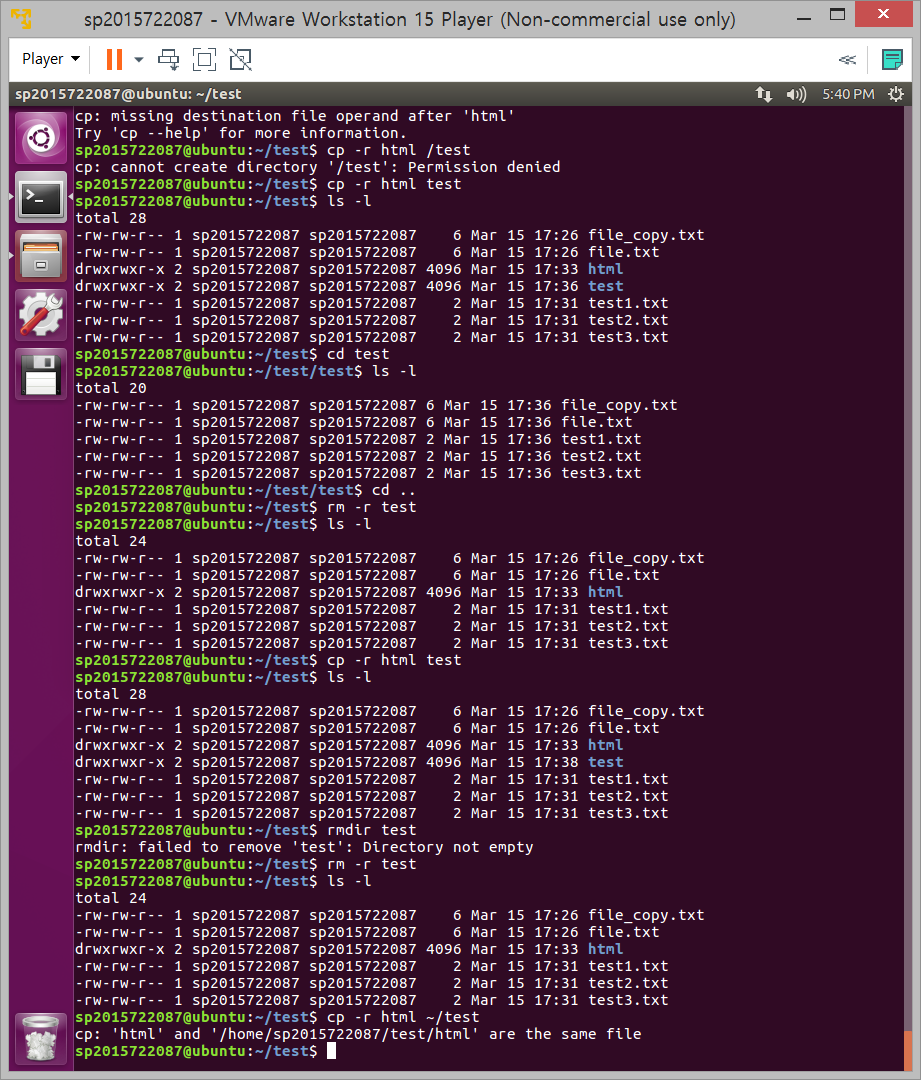 sp2015722087 - VMware Workstation 15 Player (Non-commercial use only)
Player
sp2015722087@ubuntu: ~/test
5:40 PM
cp: missing destination file operand after 'html'
Try 'cp --help' for more information.
sp2015722087@ubuntu:~/test$ cp -r html /test
cp: cannot create directory '/test': Permission denied
sp2015722087@ubuntu:~/test$ cp -r html test
sp2015722087@ubuntu:~/test$ ls -l
total 28
-rw-rw-r-- 1 sp2015722087 sp2015722087    6 Mar 15 17:26 file_copy.txt
-rw-rw-r-- 1 sp2015722087 sp2015722087    6 Mar 15 17:26 file.txt
drwxrwxr-x 2 sp2015722087 sp2015722087 4096 Mar 15 17:33 html
drwxrwxr-x 2 sp2015722087 sp2015722087 4096 Mar 15 17:36 test
-rw-rw-r-- 1 sp2015722087 sp2015722087    2 Mar 15 17:31 test1.txt
-rw-rw-r-- 1 sp2015722087 sp2015722087    2 Mar 15 17:31 test2.txt
-rw-rw-r-- 1 sp2015722087 sp2015722087    2 Mar 15 17:31 test3.txt
sp2015722087@ubuntu:~/test$ cd test
sp2015722087@ubuntu:~/test/test$ ls -l
total 20
-rw-rw-r-- 1 sp2015722087 sp2015722087 6 Mar 15 17:36 file_copy.txt
-rw-rw-r-- 1 sp2015722087 sp2015722087 6 Mar 15 17:36 file.txt
-rw-rw-r-- 1 sp2015722087 sp2015722087 2 Mar 15 17:36 test1.txt
-rw-rw-r-- 1 sp2015722087 sp2015722087 2 Mar 15 17:36 test2.txt
-rw-rw-r-- 1 sp2015722087 sp2015722087 2 Mar 15 17:36 test3.txt
sp2015722087@ubuntu:~/test/test$ cd ..
sp2015722087@ubuntu:~/test$ rm -r test
sp2015722087@ubuntu:~/test$ ls -l
total 24
-rw-rw-r-- 1 sp2015722087 sp2015722087    6 Mar 15 17:26 file_copy.txt
-rw-rw-r-- 1 sp2015722087 sp2015722087    6 Mar 15 17:26 file.txt
drwxrwxr-x 2 sp2015722087 sp2015722087 4096 Mar 15 17:33 html
-rw-rw-r-- 1 sp2015722087 sp2015722087    2 Mar 15 17:31 test1.txt
-rw-rw-r-- 1 sp2015722087 sp2015722087    2 Mar 15 17:31 test2.txt
-rw-rw-r-- 1 sp2015722087 sp2015722087    2 Mar 15 17:31 test3.txt
sp2015722087@ubuntu:~/test$ cp -r html test
sp2015722087@ubuntu:~/test$ ls -l
total 28
-rw-rw-r-- 1 sp2015722087 sp2015722087    6 Mar 15 17:26 file_copy.txt
-rw-rw-r-- 1 sp2015722087 sp2015722087    6 Mar 15 17:26 file.txt
drwxrwxr-x 2 sp2015722087 sp2015722087 4096 Mar 15 17:33 html
drwxrwxr-x 2 sp2015722087 sp2015722087 4096 Mar 15 17:38 test
-rw-rw-r-- 1 sp2015722087 sp2015722087    2 Mar 15 17:31 test1.txt
-rw-rw-r-- 1 sp2015722087 sp2015722087    2 Mar 15 17:31 test2.txt
-rw-rw-r-- 1 sp2015722087 sp2015722087    2 Mar 15 17:31 test3.txt
sp2015722087@ubuntu:~/test$ rmdir test
rmdir: failed to remove 'test': Directory not empty
sp2015722087@ubuntu:~/test$ rm -r test
sp2015722087@ubuntu:~/test$ ls -l
total 24
-rw-rw-r-- 1 sp2015722087 sp2015722087    6 Mar 15 17:26 file_copy.txt
-rw-rw-r-- 1 sp2015722087 sp2015722087    6 Mar 15 17:26 file.txt
drwxrwxr-x 2 sp2015722087 sp2015722087 4096 Mar 15 17:33 html
-rw-rw-r-- 1 sp2015722087 sp2015722087    2 Mar 15 17:31 test1.txt
-rw-rw-r-- 1 sp2015722087 sp2015722087    2 Mar 15 17:31 test2.txt
-rw-rw-r-- 1 sp2015722087 sp2015722087    2 Mar 15 17:31 test3.txt
sp2015722087@ubuntu:~/test$ cp -r html ~/test
cp: 'html' and '/home/sp2015722087/test/html' are the same file
sp2015722087@ubuntu:~/test$